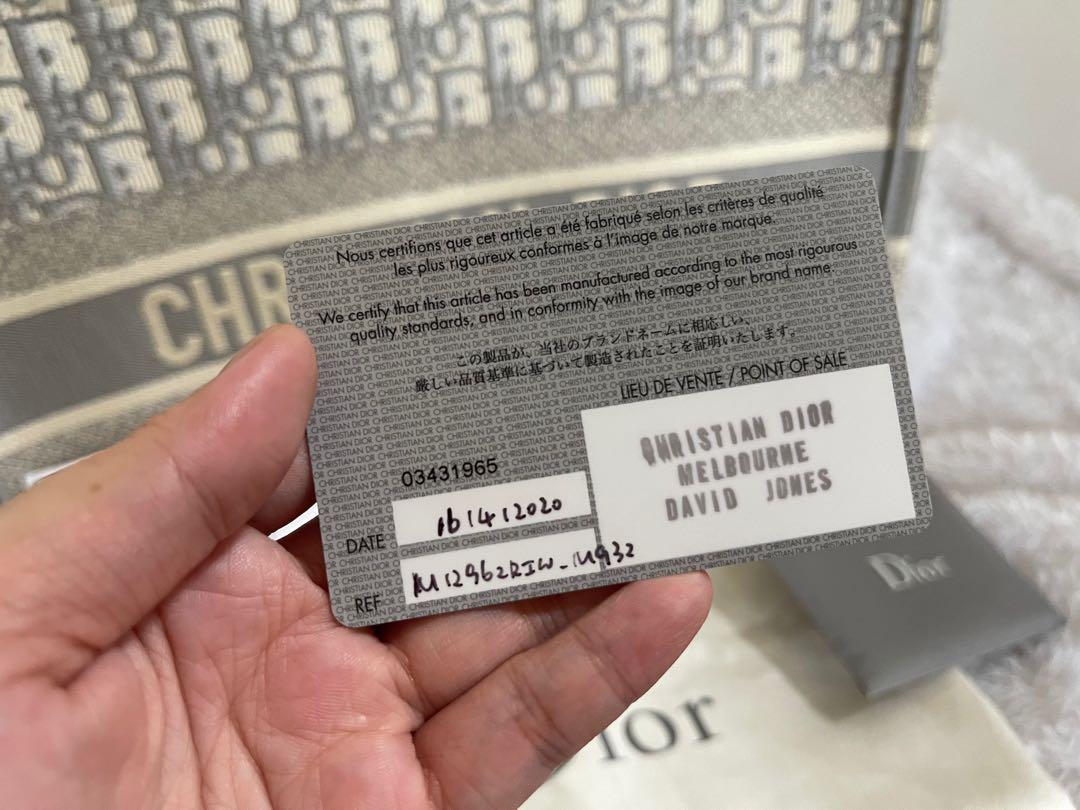 CHR
Nous certifions que cet article a été fabriqué selon les critères de qualité
les plus rigoureux conformes à l'image de notre marque.
We certify that this article has been manufactured according to the most rigourous
quality standards, and in conformity with the image of our brand name.
この製品が、当社のブランドネームに相応しい、
厳しい品質基準に基づいて製造されたことを証明いたします。
LIEU DE VENTE / POINT OF SALE
CHRISTIAN DIOR
MELBOURNE
DAVID JONES
03431965
DATE 16/4/2020
REF M1296ZRIW_M932
Dior
Dior